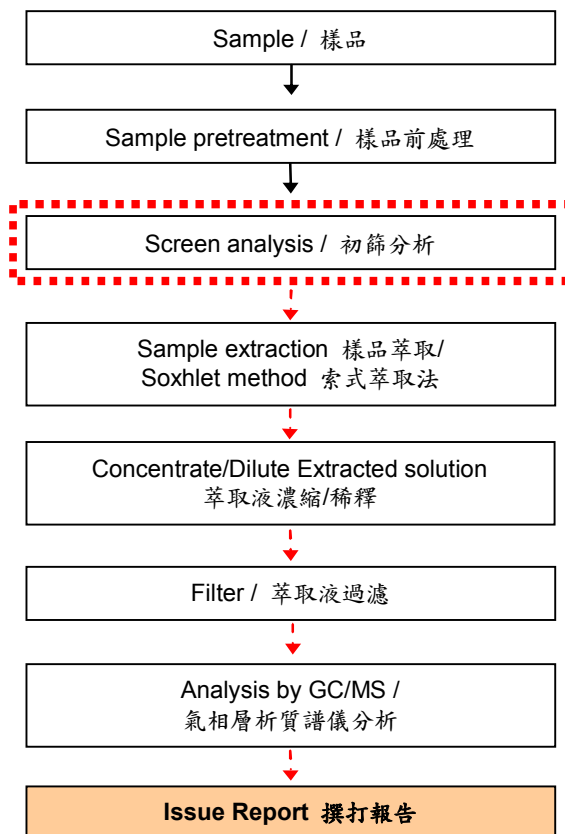 Sample / 樣品
Sample pretreatment / 樣品前處理
Screen analysis / 初篩分析
Sample extraction 樣品萃取/
Soxhlet method 索式萃取法
Concentrate/Dilute Extracted solution
萃取液濃縮/稀釋
Filter / 萃取液過濾
Analysis by GC/MS /
氣相層析質譜儀分析
Issue Report 撰打報告